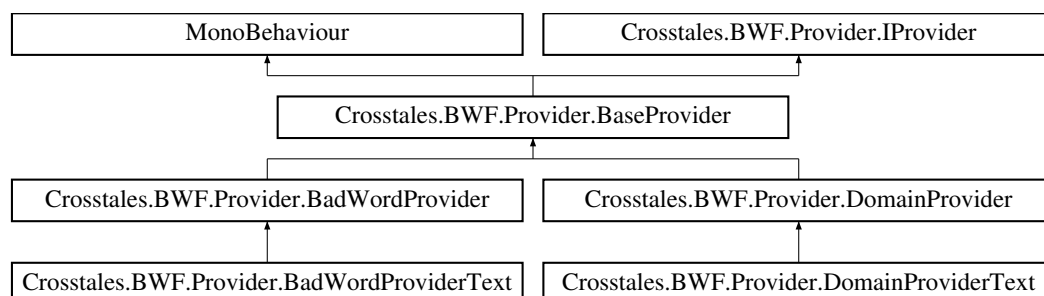 MonoBehaviour
Crosstales.BWF.Provider.IProvider
Crosstales.BWF.Provider.BaseProvider
Crosstales.BWF.Provider.BadWordProvider
Crosstales.BWF.Provider.DomainProvider
Crosstales.BWF.Provider.BadWordProviderText
Crosstales.BWF.Provider.DomainProviderText